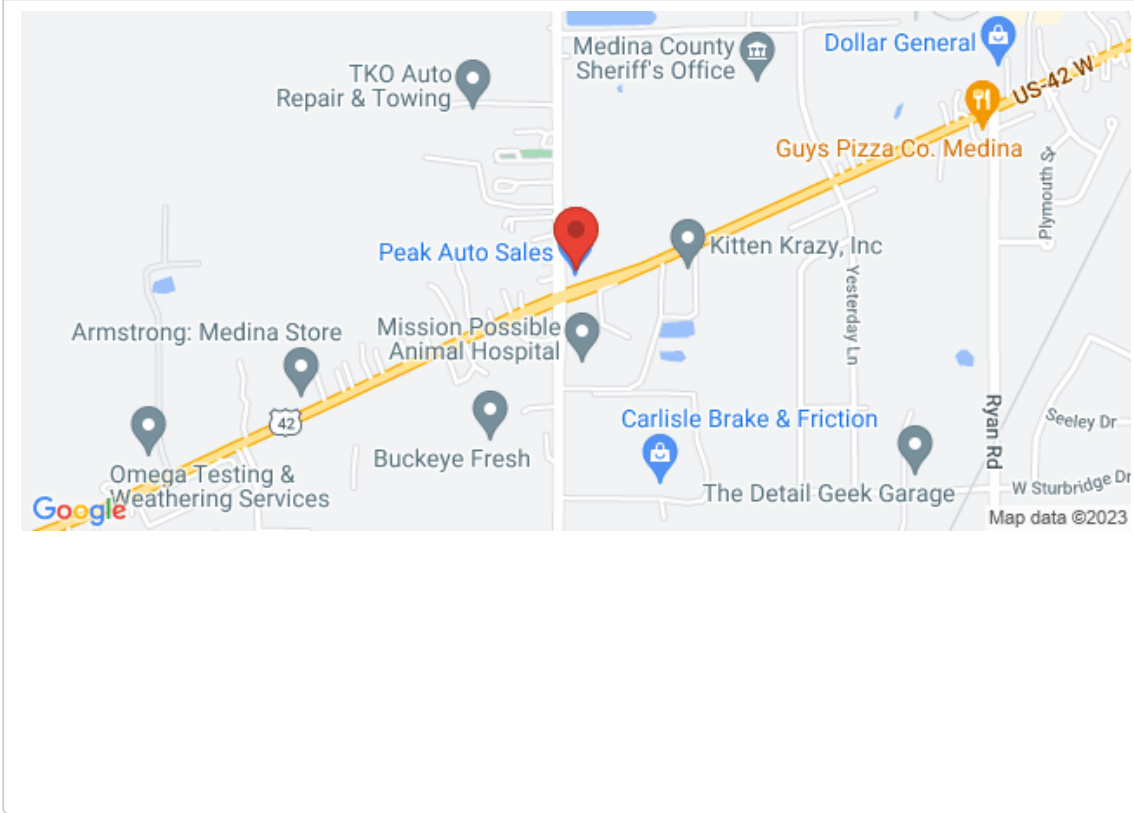 Medina County
Sheriff's Office
Dollar General
TKO Auto
Repair & Towing
US-42 W
Guys Pizza Co. Medina
Plymouth St
Peak Auto Sales
Kitten Krazy, Inc
Yesterday Ln
Armstrong: Medina Store
Mission Possible
Animal Hospital
42
Carlisle Brake & Friction
Ryan Rd
Seeley Dr
Buckeye Fresh
Omega Testing &
Weathering Services
The Detail Geek Garage
W Sturbridge Dr
Google
Map data ©2023